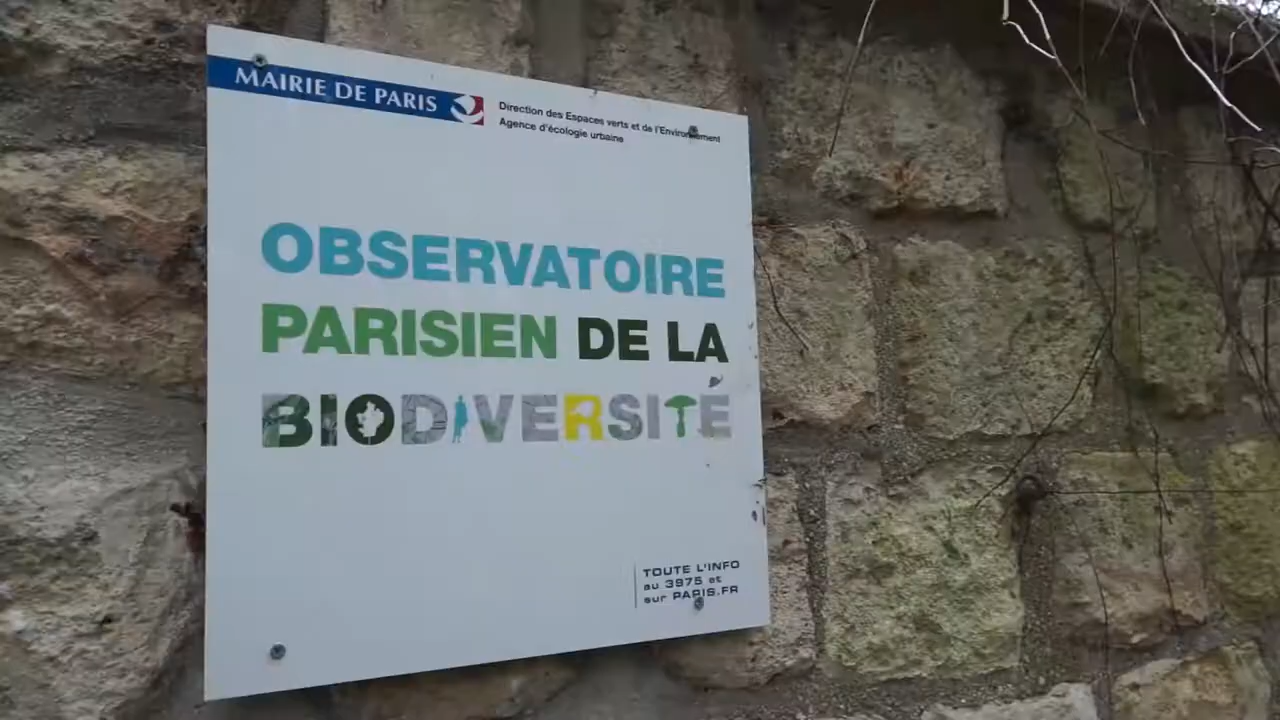 MAIRIE DE PARIS
Direction des Espaces verts et de l'Environnement
Agence d'écologie urbaine
OBSERVATOIRE
PARISIEN DE LA
BIODIVERSITÉ
TOUTE L'INFO
au 3975 et
sur PARIS.FR